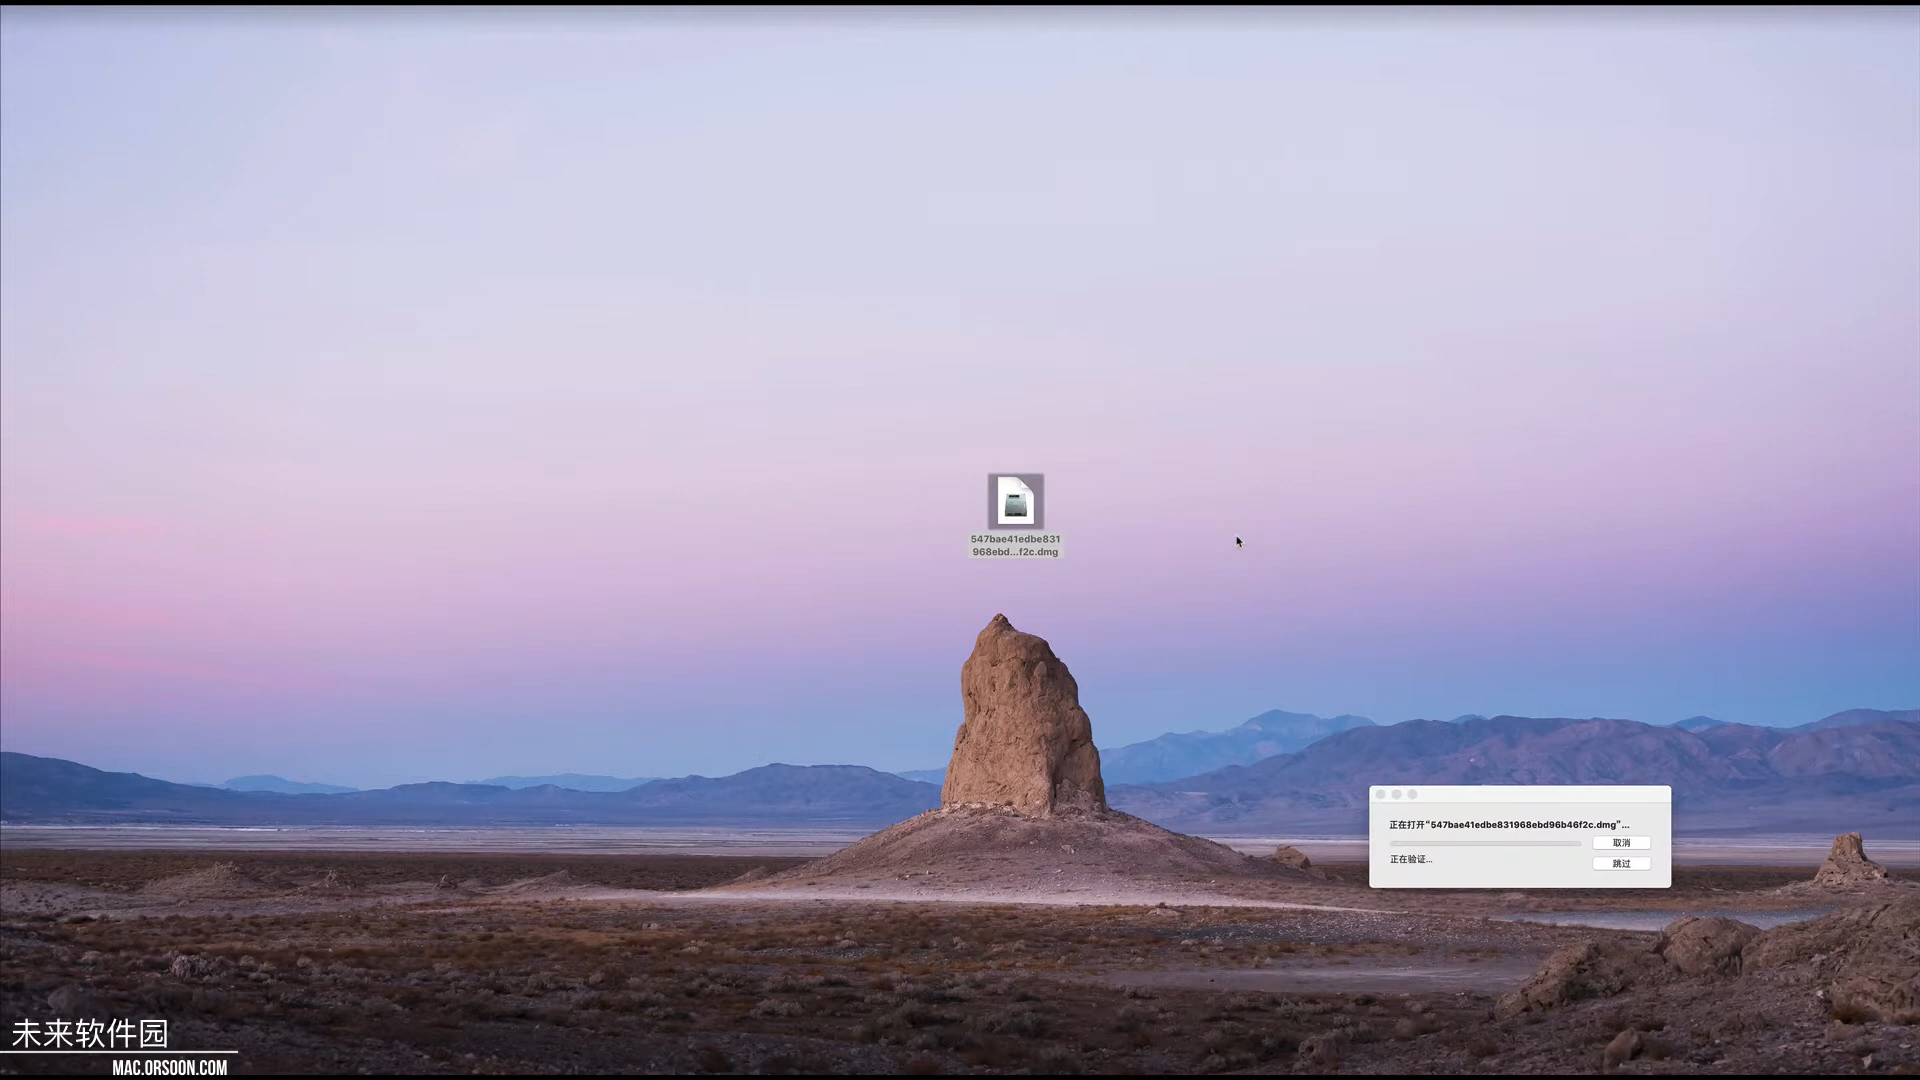 547bae41edbe831
968ebd...f2c.dmg
正在打开“547bae41edbe831968ebd96b46f2c.dmg”...
取消
正在验证...
跳过
未来软件园
MAC.ORSOON.COM